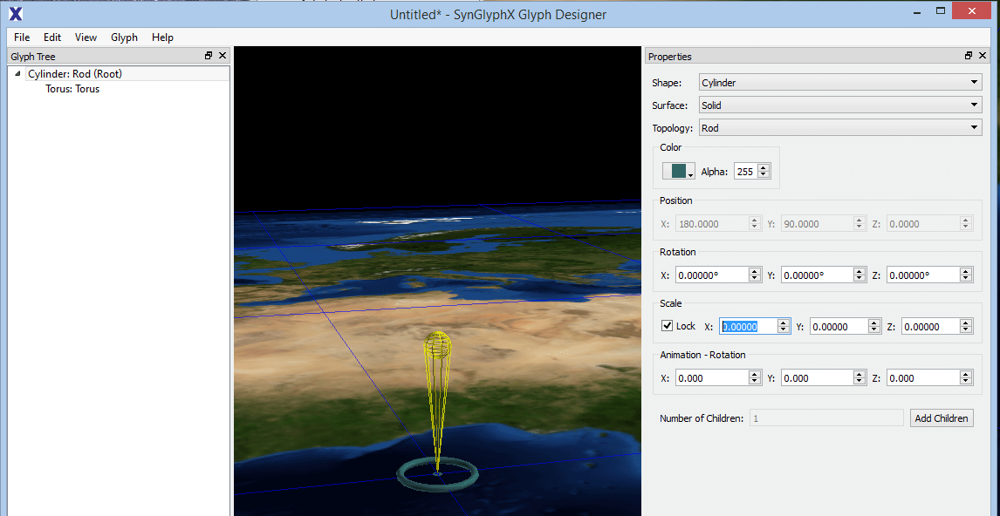 Untitled* - SynGlyphX Glyph Designer
File Edit View Glyph Help
Glyph Tree
Cylinder: Rod (Root)
Torus: Torus
Properties
Shape: Cylinder
Surface: Solid
Topology: Rod
Color
Alpha: 255
Position
X: 180.0000 Y: 90.0000 Z: 0.0000
Rotation
X: 0.00000° Y: 0.00000° Z: 0.00000°
Scale
Lock X: 0.00000 Y: 0.00000 Z: 0.00000
Animation - Rotation
X: 0.000 Y: 0.000 Z: 0.000
Number of Children: 1 Add Children